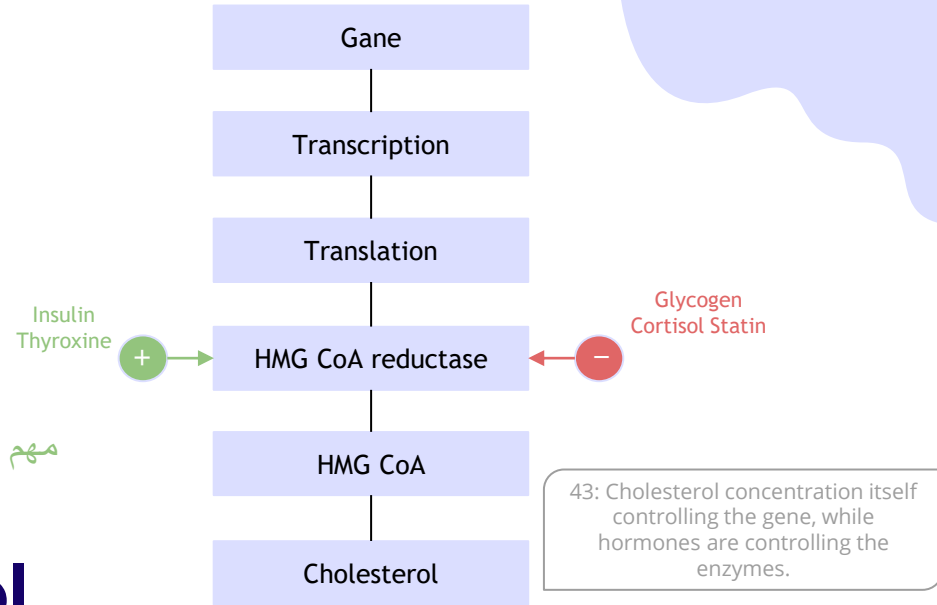 Gane
Transcription
Translation
Insulin
Thyroxine
+
HMG CoA reductase
−
Glycogen
Cortisol Statin
مهم
HMG CoA
43: Cholesterol concentration itself
controlling the gene, while
hormones are controlling the
enzymes.
Cholesterol